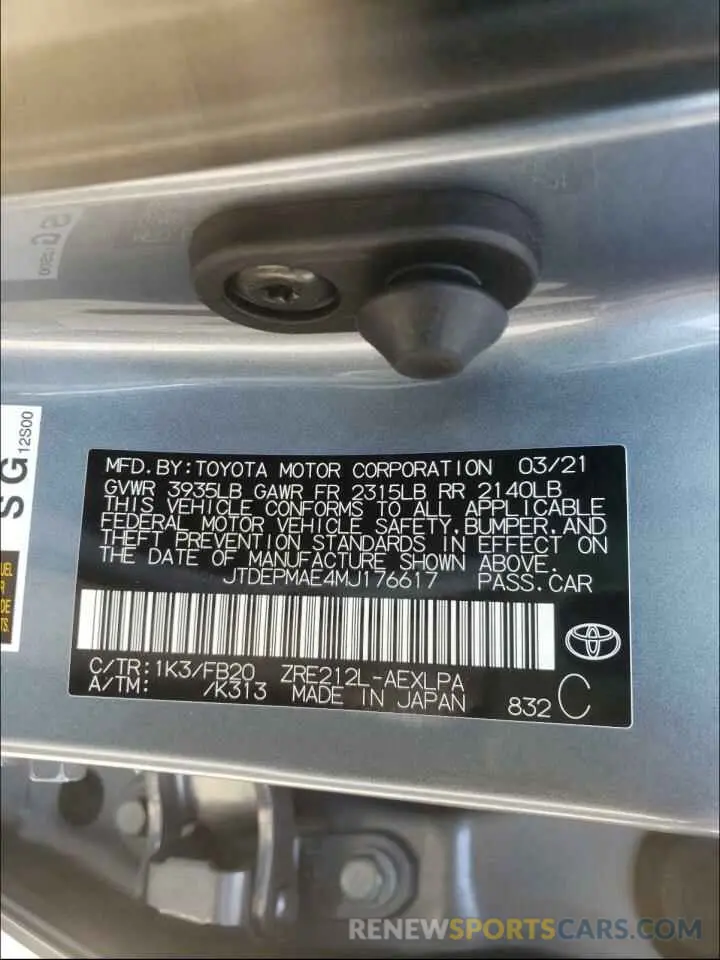 SG
12S00
MFD. BY: TOYOTA MOTOR CORPORATION 03/21
GVWR 3935LB GAWR FR 2315LB RR 2140LB
THIS VEHICLE CONFORMS TO ALL APPLICABLE
FEDERAL MOTOR VEHICLE SAFETY, BUMPER, AND
THEFT PREVENTION STANDARDS IN EFFECT ON
THE DATE OF MANUFACTURE SHOWN ABOVE.
JTDEPMAE4MJ176617 PASS. CAR
C/TR: 1K3/FB20 ZRE212L-AEXLPA
A/TM: /K313 MADE IN JAPAN 832 C
RENEWSPORTSCARS.COM